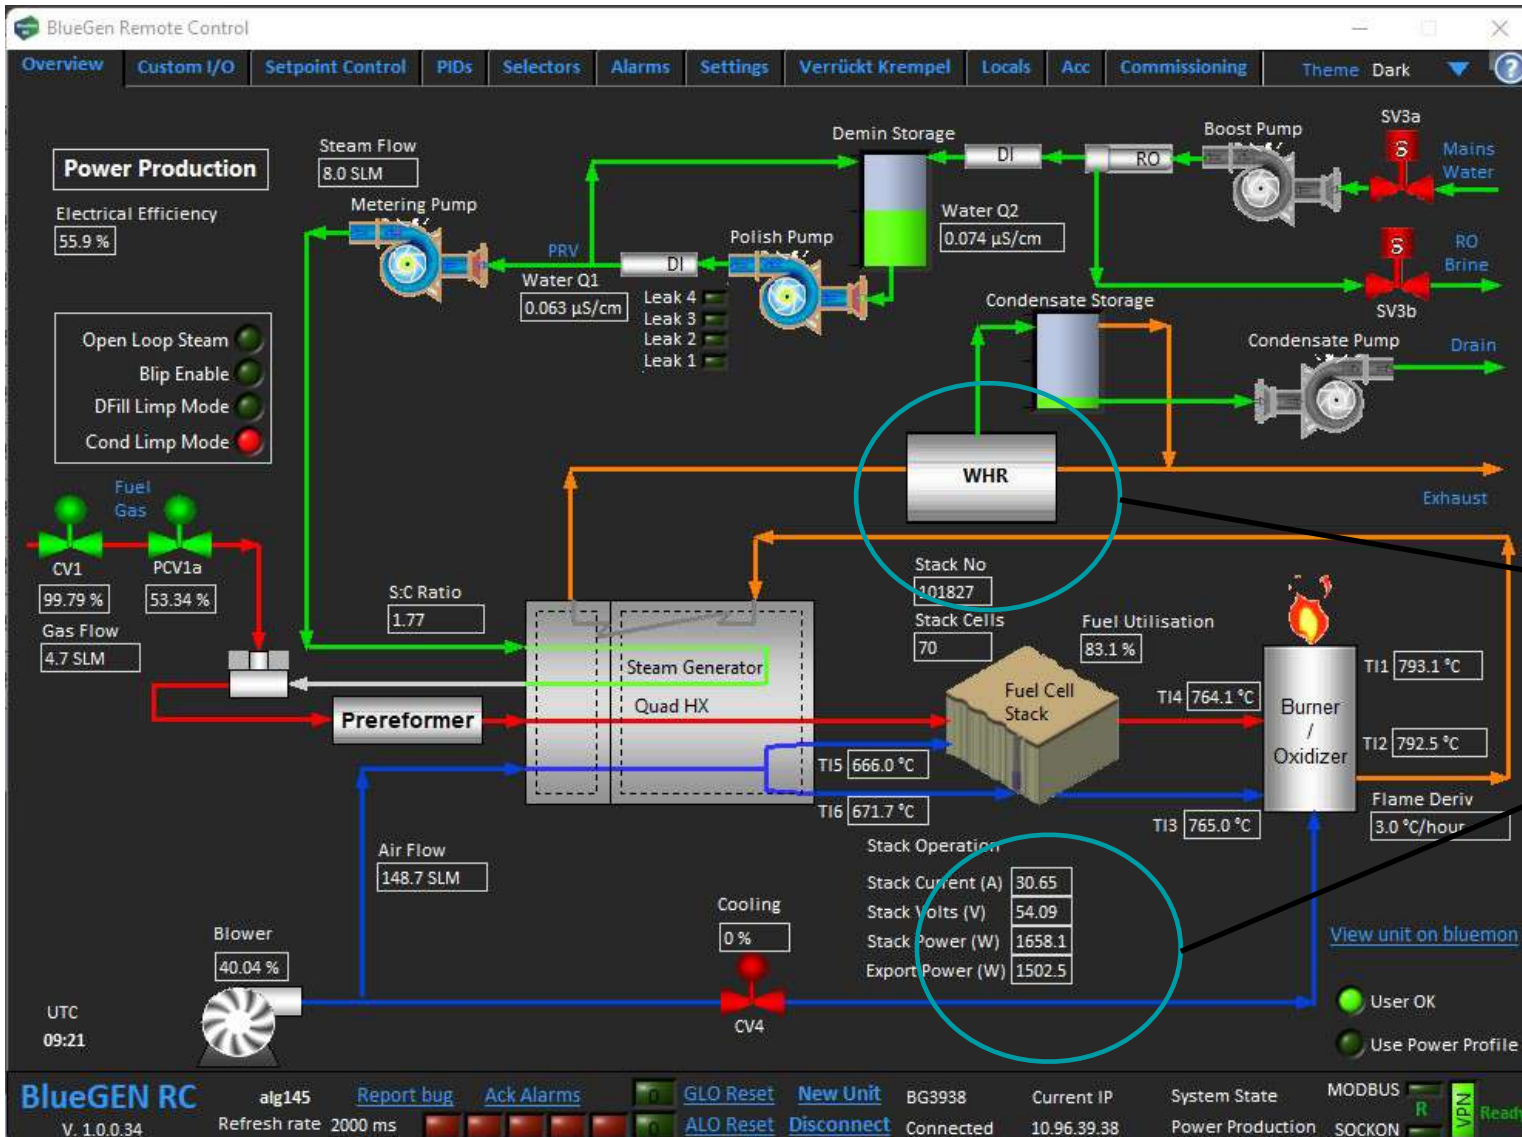 BlueGen Remote Control
Overview
Custom I/O
Setpoint Control
PIDs
Selectors
Alarms
Settings
Verrückt Krempel
Locals
Acc
Commissioning
Theme Dark
?
Power Production
Electrical Efficiency
55.9 %
Steam Flow
8.0 SLM
Metering Pump
PRV
Water Q1
0.063 µS/cm
DI
Polish Pump
Leak 4
Leak 3
Leak 2
Leak 1
Demin Storage
DI
RO
Water Q2
0.074 µS/cm
Boost Pump
SV3a
S
Mains
Water
S
RO
Brine
SV3b
Condensate Storage
Condensate Pump
Drain
Open Loop Steam
Blip Enable
DFill Limp Mode
Cond Limp Mode
WHR
Exhaust
Fuel
Gas
CV1
99.79 %
PCV1a
53.34 %
Gas Flow
4.7 SLM
S:C Ratio
1.77
Prereformer
Steam Generator
Quad HX
Stack No
101827
Stack Cells
70
Fuel Utilisation
83.1 %
Fuel Cell
Stack
TI4 764.1 °C
TI5 666.0 °C
TI6 671.7 °C
TI3 765.0 °C
Burner
/
Oxidizer
TI1 793.1 °C
TI2 792.5 °C
Flame Deriv
3.0 °C/hour
Air Flow
148.7 SLM
Stack Operation
Stack Current (A) 30.65
Stack Volts (V) 54.09
Stack Power (W) 1658.1
Export Power (W) 1502.5
Cooling
0 %
CV4
Blower
40.04 %
UTC
09:21
View unit on bluemon
User OK
Use Power Profile
BlueGEN RC
V. 1.0.0.34
alg145
Refresh rate 2000 ms
Report bug
Ack Alarms
0
0
GLO Reset
ALO Reset
New Unit
Disconnect
BG3938
Connected
Current IP
10.96.39.38
System State
Power Production
MODBUS
R
SOCKON
VPN
Ready